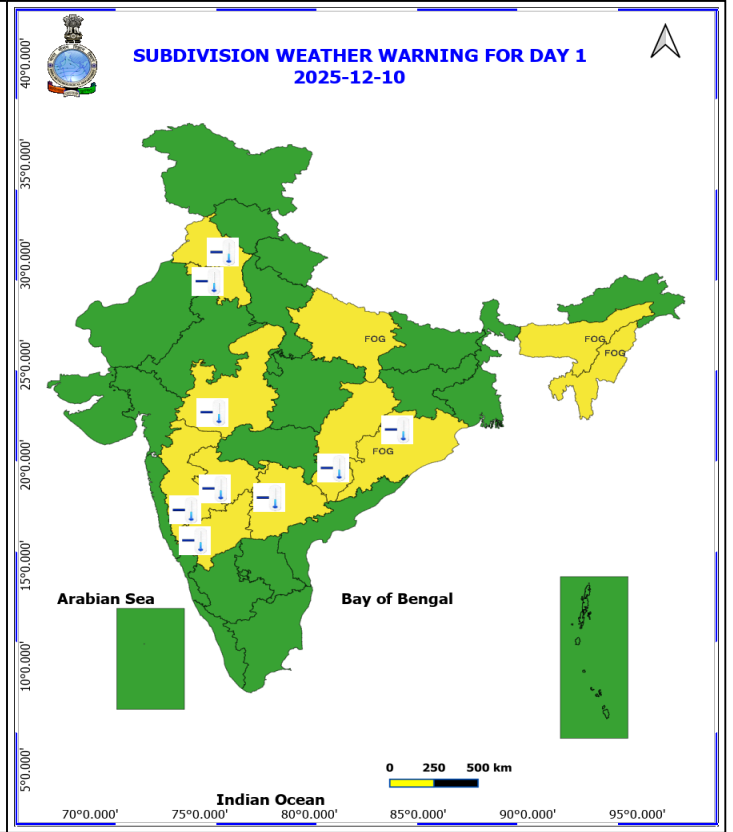 SUBDIVISION WEATHER WARNING FOR DAY 1
2025-12-10
40°0.000'
35°0.000'
30°0.000'
25°0.000'
20°0.000'
15°0.000'
10°0.000'
5°0.000'
FOG
FOG
FOG
FOG
Arabian Sea
Bay of Bengal
0 250 500 km
Indian Ocean
70°0.000' 75°0.000' 80°0.000' 85°0.000' 90°0.000' 95°0.000'